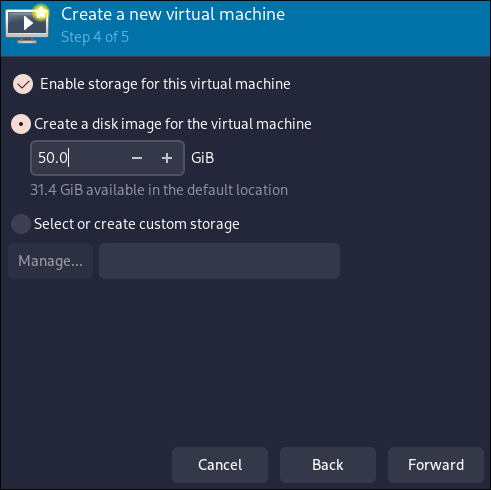 Create a new virtual machine
Step 4 of 5
Enable storage for this virtual machine
Create a disk image for the virtual machine
50.0 − + GiB
31.4 GiB available in the default location
Select or create custom storage
Manage...
Cancel Back Forward